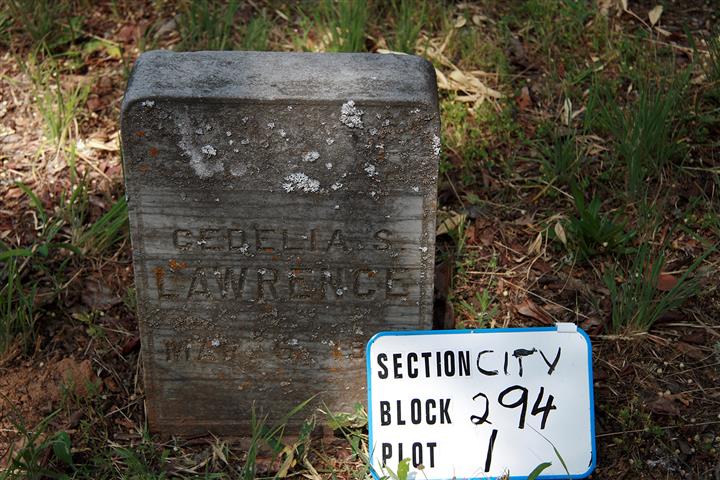 CEDELIA S.
LAWRENCE
SECTION CITY
BLOCK 294
PLOT 1